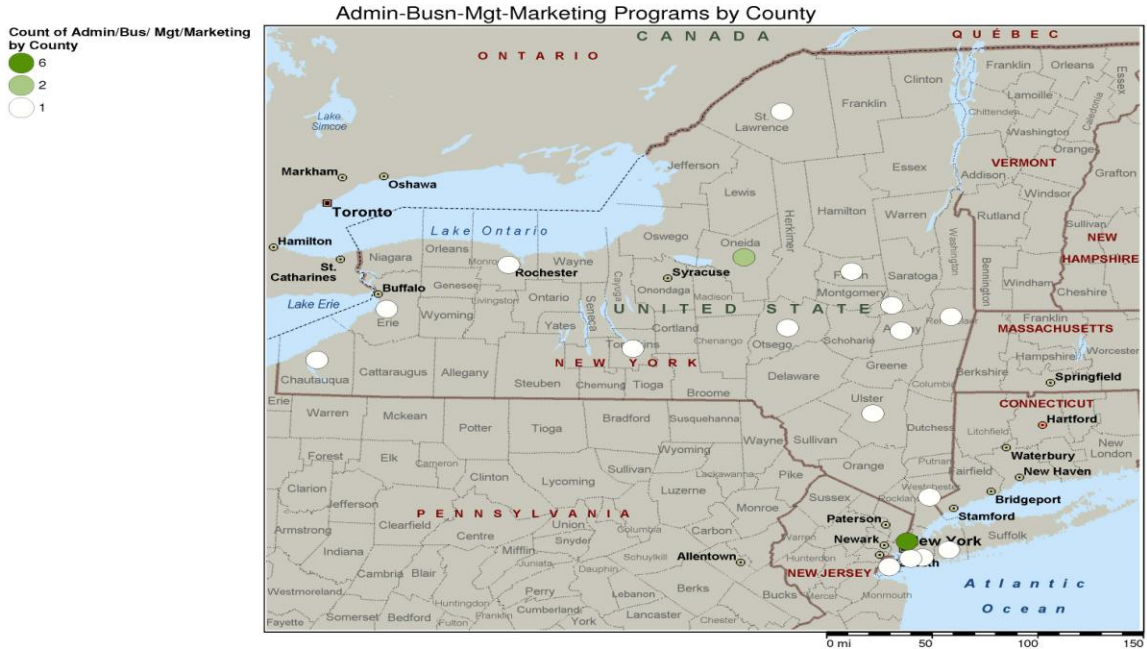 Admin-Busn-Mgt-Marketing Programs by County
Count of Admin/Bus/ Mgt/Marketing
by County
6
2
1
CANADA
QUÉBEC
ONTARIO
Lake
Simcoe
Clinton
Franklin
Orleans
Essex
Lamoille
Caledonia
Chittenden
St.
Lawrence
Franklin
Washington
Orange
Markham
Oshawa
Jefferson
Essex
VERMONT
Addison
Grafton
Toronto
Lewis
Windsor
Hamilton
Warren
Rutland
Sullivan
Lake Ontario
Herkimer
Washington
NEW
HAMPSHIRE
Hamilton
Niagara
Orleans
Oswego
Oneida
Bennington
St.
Catharines
Monro
Rochester
Wayne
Syracuse
Saratoga
Windham
Cheshire
Buffalo
Genesee
Onondaga
Madison
Montgomery
Lake Erie
Livingston
Ontario
Seneca
Cayuga
UNITED STATE
Franklin
Erie
Wyoming
Yates
Cortland
Chenango
Otsego
Schoharie
MASSACHUSETTS
Hampshire
Worcester
NEW YORK
Greene
Berkshire
Springfield
Chautauqua
Cattaraugus
Allegany
Steuben
Chemung
Tioga
Broome
Delaware
Columbia
CONNECTICUT
Erie
Warren
Mckean
Potter
Tioga
Bradford
Susquehanna
Ulster
Dutchess
Litchfield
Hartford
Wayne
Sullivan
New
London
Forest
Elk
Cameron
Wyoming
Waterbury
Clinton
Lycoming
Sullivan
Lackawanna
Pike
Orange
Putnam
Fairfield
New Haven
Clarion
Jefferson
Luzerne
Westchester
Rockland
Bridgeport
Sussex
Stamford
PENNSYLVANIA
Monroe
Armstrong
Clearfield
Centre
Union
Snyder
Columbia
Carbon
Paterson
Suffolk
Indiana
Mifflin
Juniata
Schuylkill
Warren
Newark
New York
Cambria
Blair
Dauphin
Allentown
Hunterdon
Westmoreland
Perry
Lebanon
Berks
NEW JERSEY
Huntingdon
Cumberland
Bucks
Mercer
Monmouth
Atlantic
Ocean
Fayette
Somerset
Bedford
Fulton
Franklin
York
Lancaster
Chester
0 mi
50
100
150